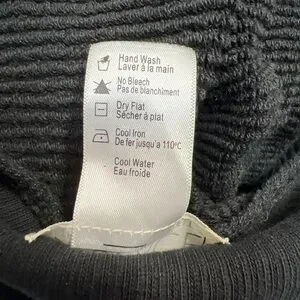 Hand Wash
Laver à la main
No Bleach
Pas de blanchiment
Dry Flat
Sécher à plat
Cool Iron
De fer jusqu'a 110°C
Cool Water
Eau froide